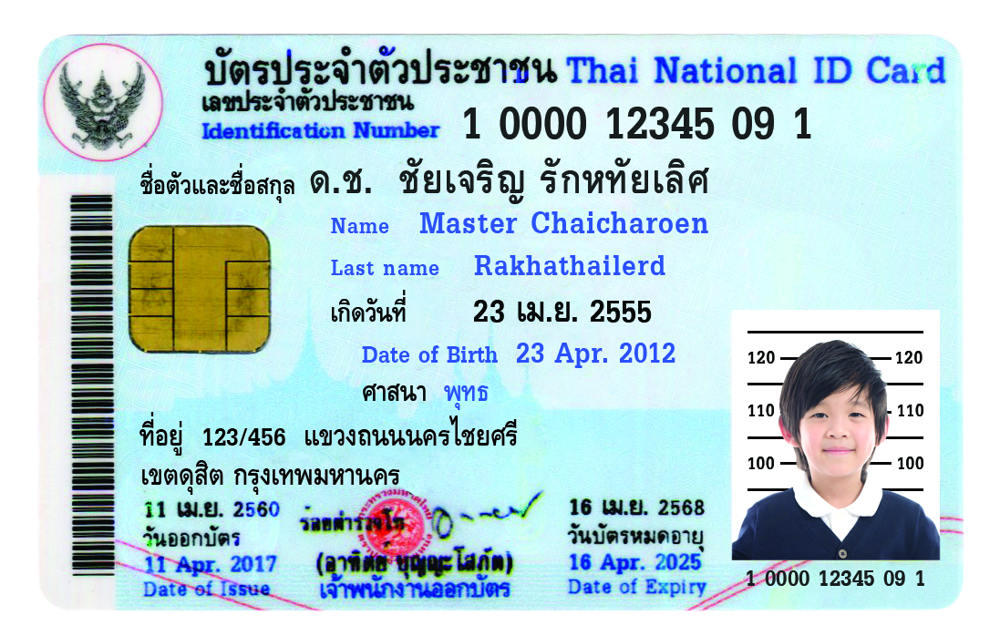 บัตรประจำตัวประชาชน Thai National ID Card
เลขประจำตัวประชาชน
Identification Number 1 0000 12345 09 1
ชื่อตัวและชื่อสกุล ด.ช. ชัยเจริญ รักหทัยเลิศ
Name Master Chaicharoen
Last name Rakhathailerd
เกิดวันที่ 23 เม.ย. 2555
Date of Birth 23 Apr. 2012
ศาสนา พุทธ
ที่อยู่ 123/456 แขวงถนนนครไชยศรี
เขตดุสิต กรุงเทพมหานคร
11 เม.ย. 2560
วันออกบัตร
11 Apr. 2017
Date of Issue
ร้อยตำรวจโท
(อาทิตย์ บุญญะโสภัต)
เจ้าพนักงานออกบัตร
16 เม.ย. 2568
วันบัตรหมดอายุ
16 Apr. 2025
Date of Expiry
120 120
110 110
100 100
1 0000 12345 09 1